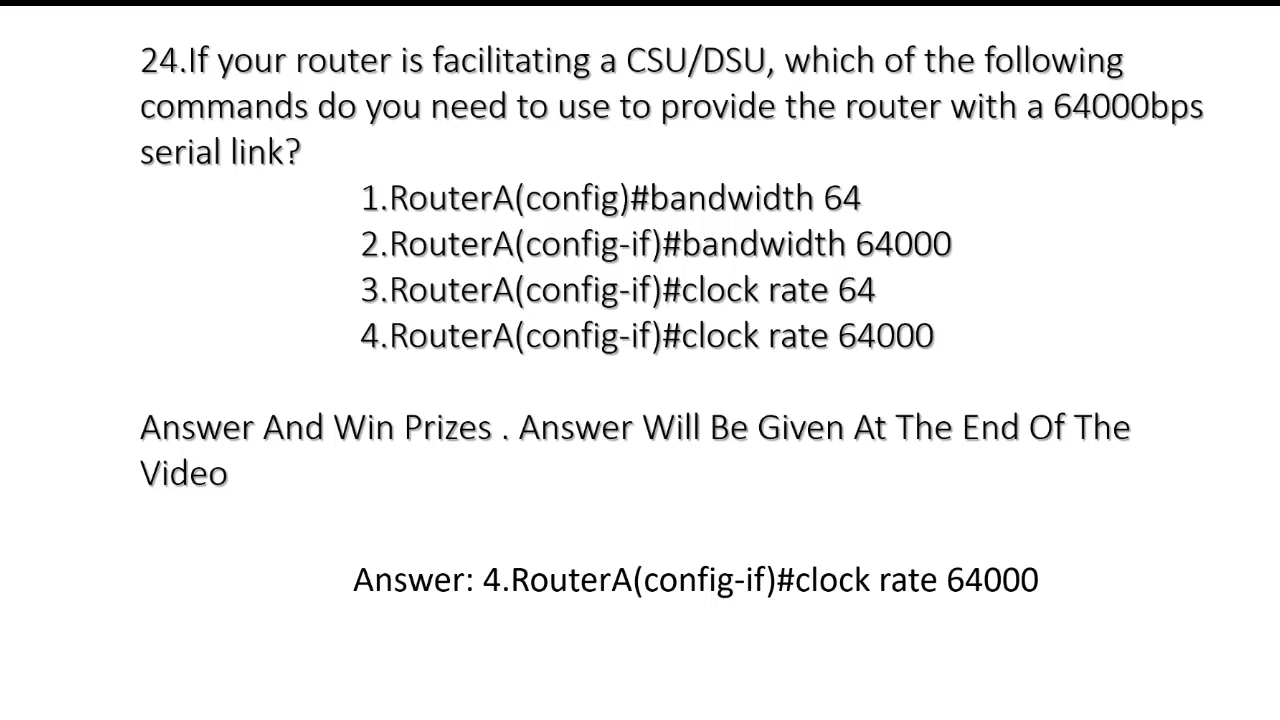 24.If your router is facilitating a CSU/DSU, which of the following
commands do you need to use to provide the router with a 64000bps
serial link?
1.RouterA(config)#bandwidth 64
2.RouterA(config-if)#bandwidth 64000
3.RouterA(config-if)#clock rate 64
4.RouterA(config-if)#clock rate 64000
Answer And Win Prizes . Answer Will Be Given At The End Of The
Video
Answer: 4.RouterA(config-if)#clock rate 64000